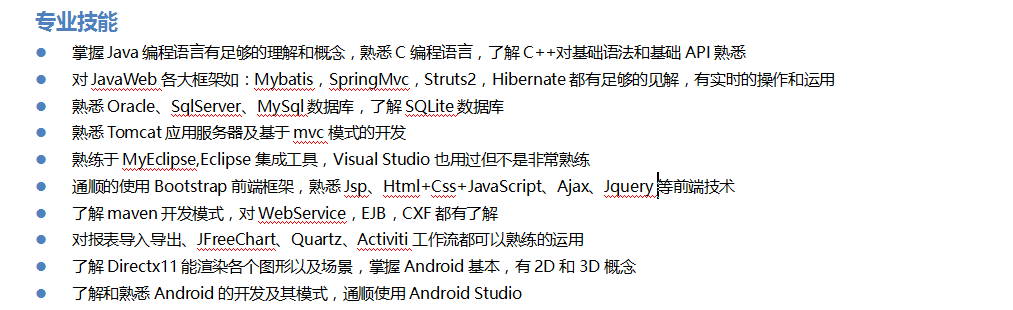 专业技能
掌握 Java 编程语言有足够的理解和概念，熟悉 C 编程语言，了解 C++对基础语法和基础 API 熟悉
对 JavaWeb 各大框架如：Mybatis，SpringMvc，Struts2，Hibernate 都有足够的见解，有实时的操作和运用
熟悉 Oracle、SqlServer、MySql 数据库，了解 SQLite 数据库
熟悉 Tomcat 应用服务器及基于 mvc 模式的开发
熟练于 MyEclipse,Eclipse 集成工具，Visual Studio 也用过但不是非常熟练
通顺的使用 Bootstrap 前端框架，熟悉 Jsp、Html+Css+JavaScript、Ajax、Jquery 等前端技术
了解 maven 开发模式，对 WebService，EJB，CXF 都有了解
对报表导入导出、JFreeChart、Quartz、Activiti 工作流都可以熟练的运用
了解 Directx11 能渲染各个图形以及场景，掌握 Android 基本，有 2D 和 3D 概念
了解和熟悉 Android 的开发及其模式，通顺使用 Android Studio